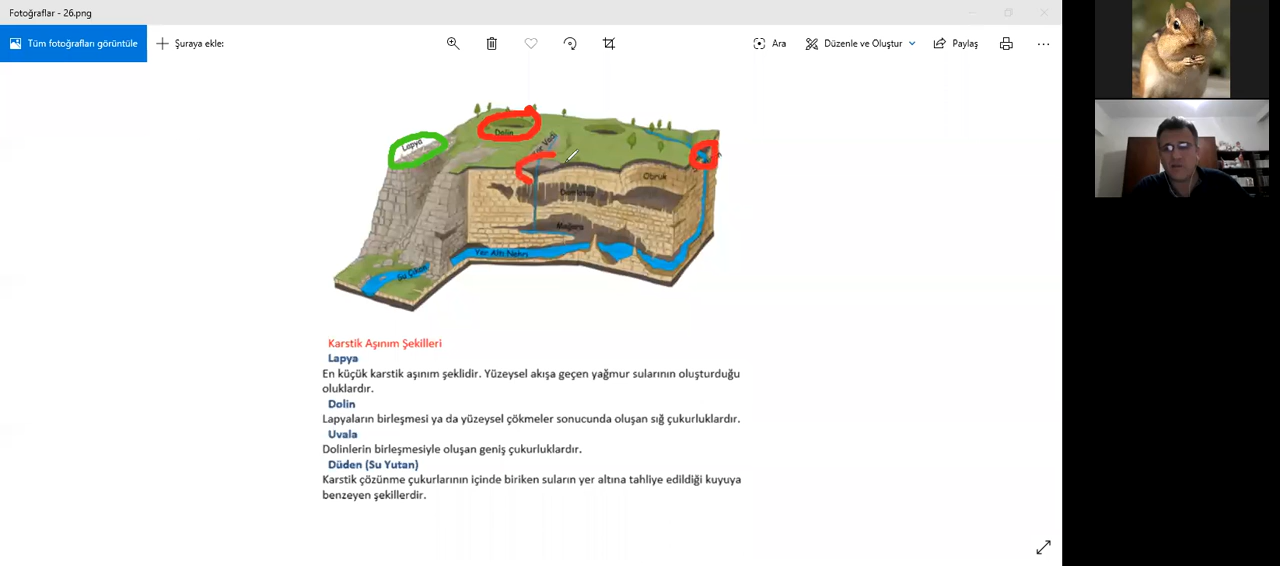 Fotoğraflar - 26.png
Tüm fotoğrafları görüntüle
Şuraya ekle:
Ara
Düzenle ve Oluştur
Paylaş
Lapya
Dolin
Kör Vadi
Obruk
Mağara
Su Çıkan
Yer Altı Nehri
Karstik Aşınım Şekilleri
Lapya
En küçük karstik aşınım şeklidir. Yüzeysel akışa geçen yağmur sularının oluşturduğu
oluklardır.
Dolin
Lapyaların birleşmesi ya da yüzeysel çökmeler sonucunda oluşan sığ çukurluklardır.
Uvala
Dolinlerin birleşmesiyle oluşan geniş çukurluklardır.
Düden (Su Yutan)
Karstik çözünme çukurlarının içinde biriken suların yer altına tahliye edildiği kuyuya
benzeyen şekillerdir.